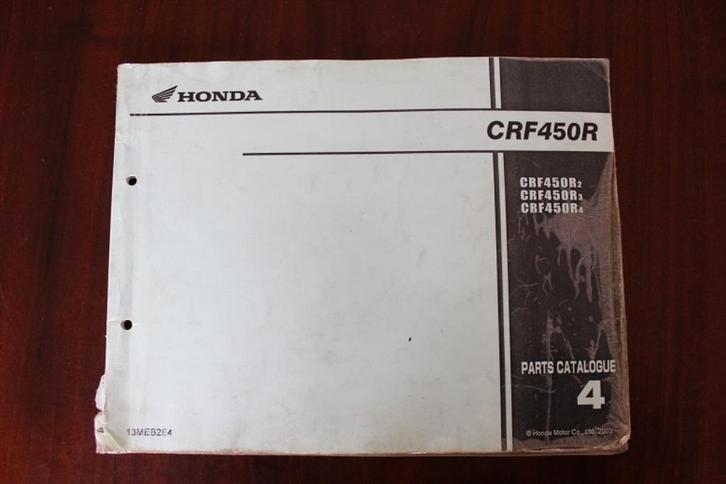 HONDA
CRF450R
CRF450R2
CRF450R3
CRF450R4
PARTS CATALOGUE
4
13MEB2E4
© Honda Motor Co., Ltd. 2003